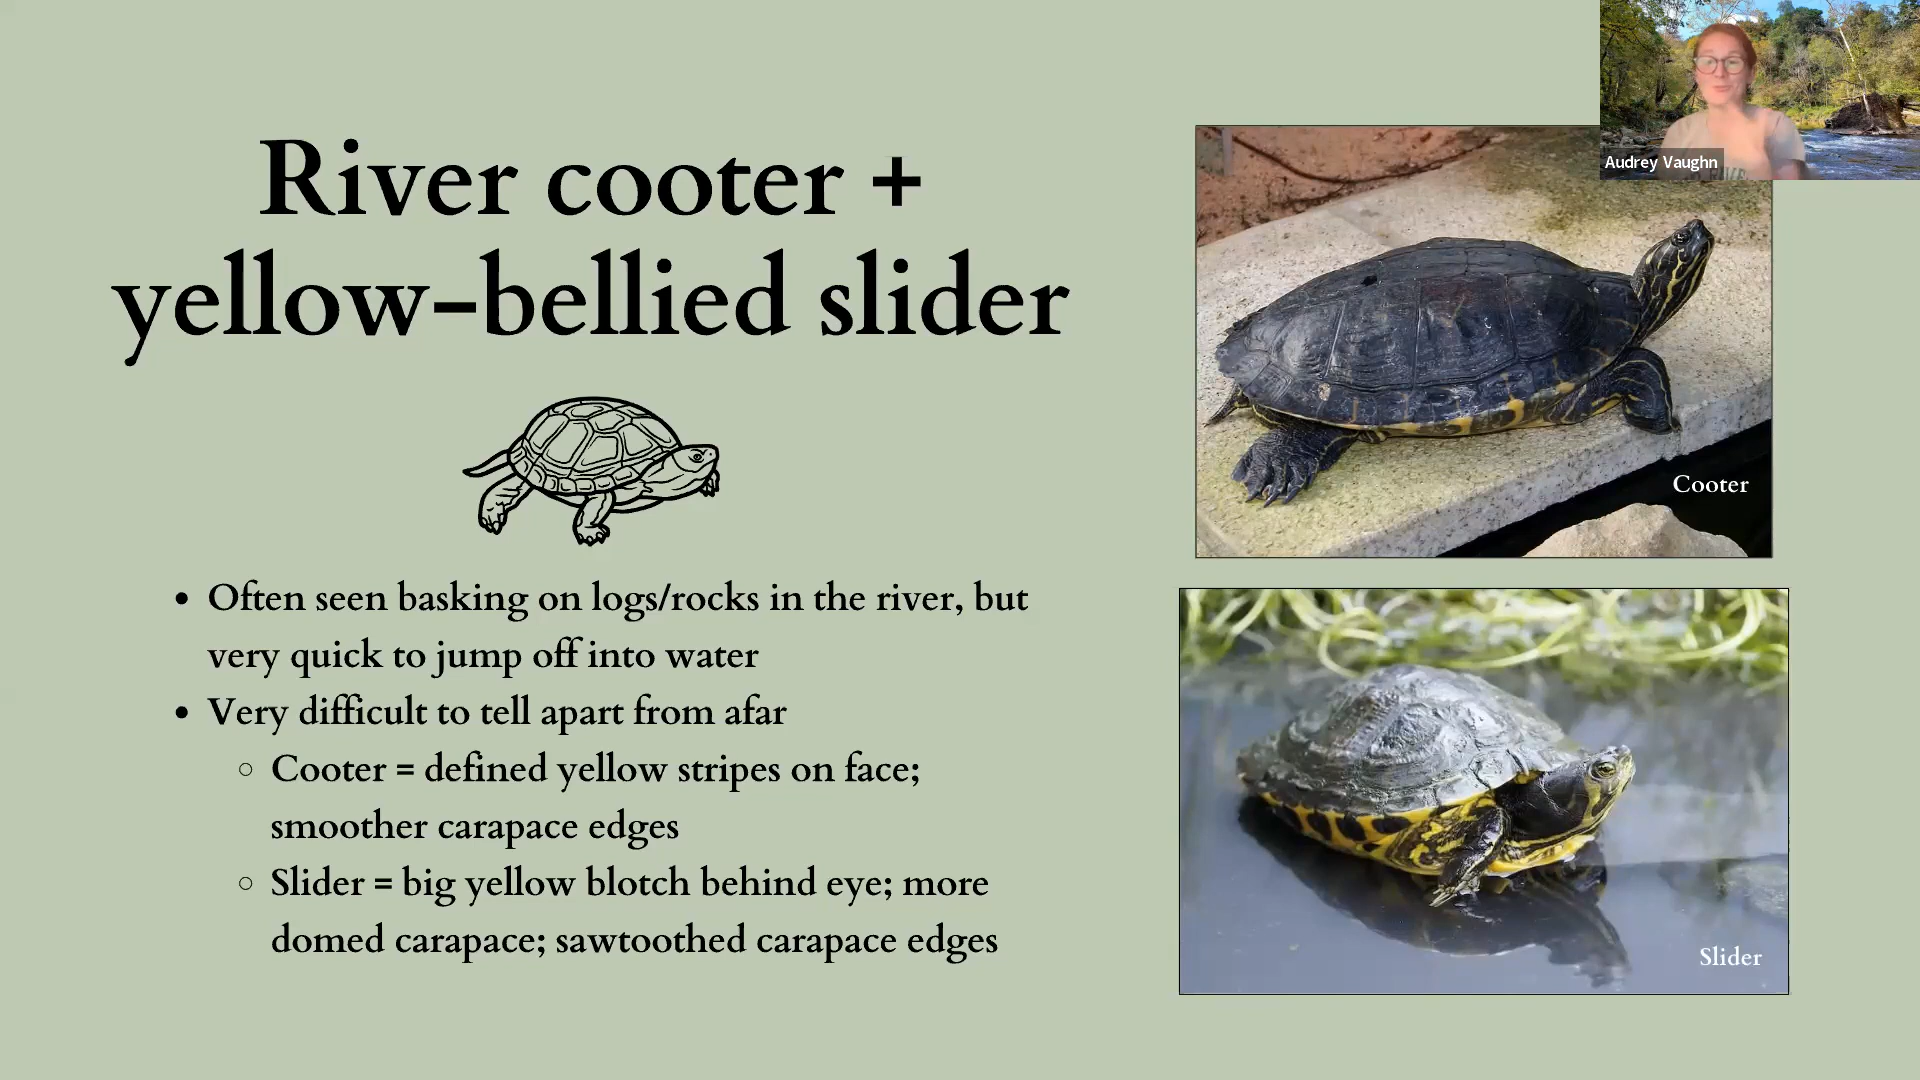 River cooter +
yellow-bellied slider
• Often seen basking on logs/rocks in the river, but
very quick to jump off into water
• Very difficult to tell apart from afar
○ Cooter = defined yellow stripes on face;
smoother carapace edges
○ Slider = big yellow blotch behind eye; more
domed carapace; sawtoothed carapace edges
Audrey Vaughn
Cooter
Slider